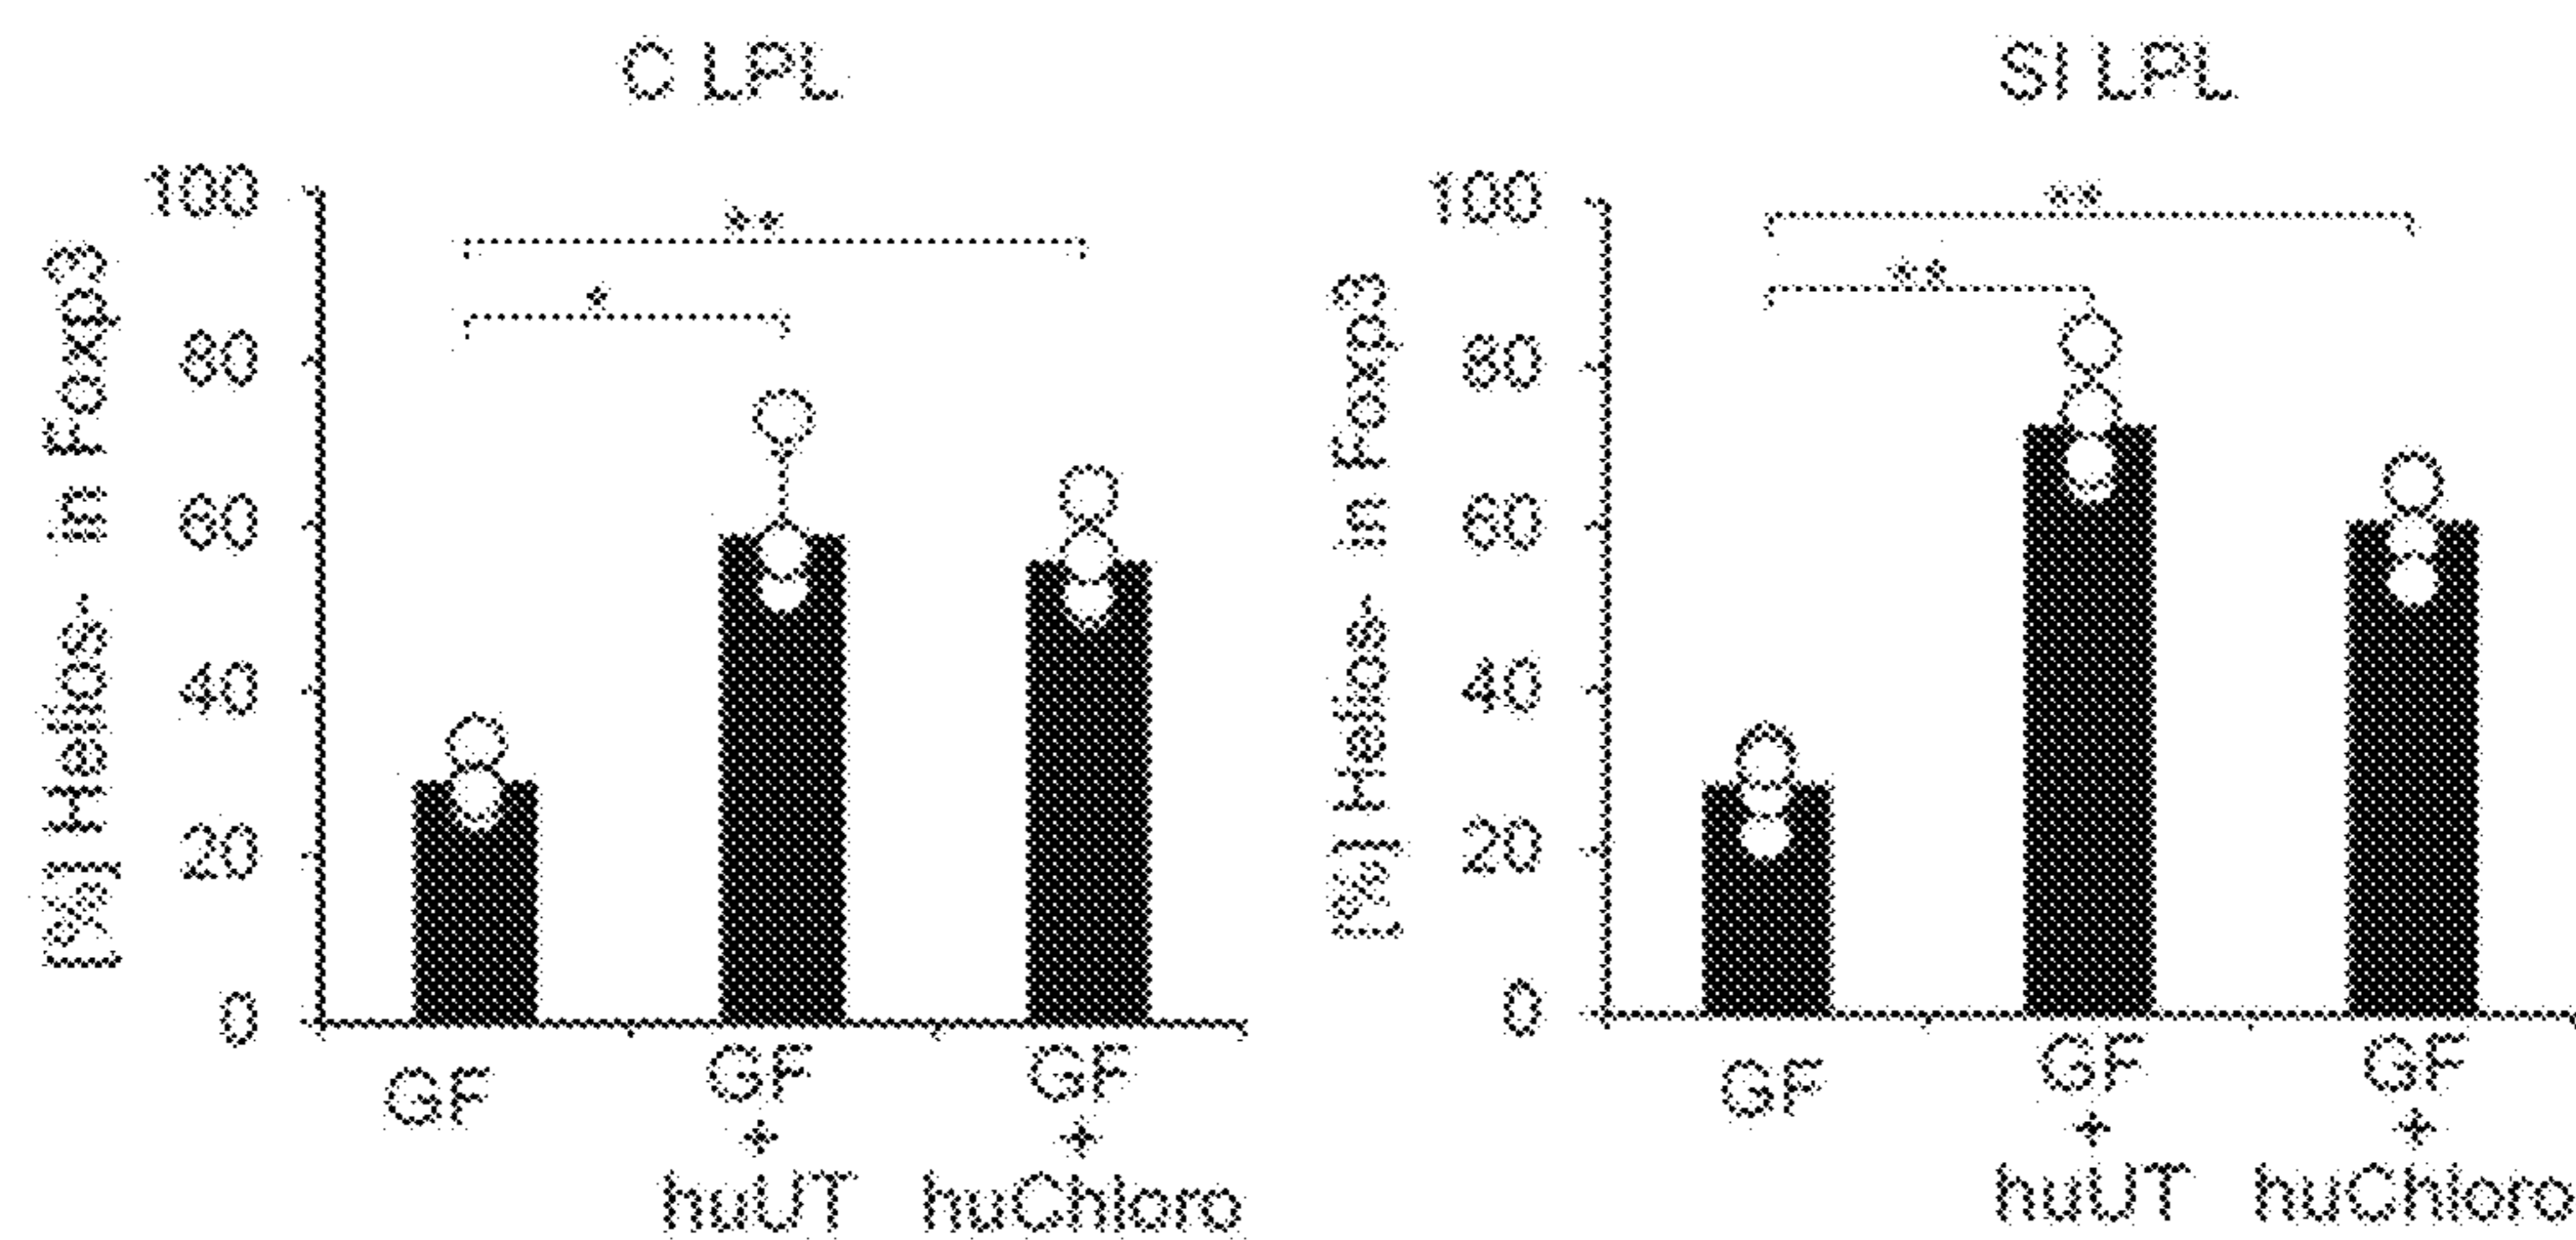 C LPL
[%] Helios- in Foxp3
100
80
60
40
20
0
**
*
GF
GF
+
huUT
GF
+
huChloro
SI LPL
[%] Helios- in Foxp3
100
80
60
40
20
0
**
**
GF
GF
+
huUT
GF
+
huChloro